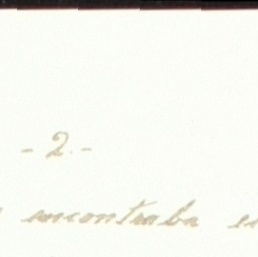 - 2. -
encontraba